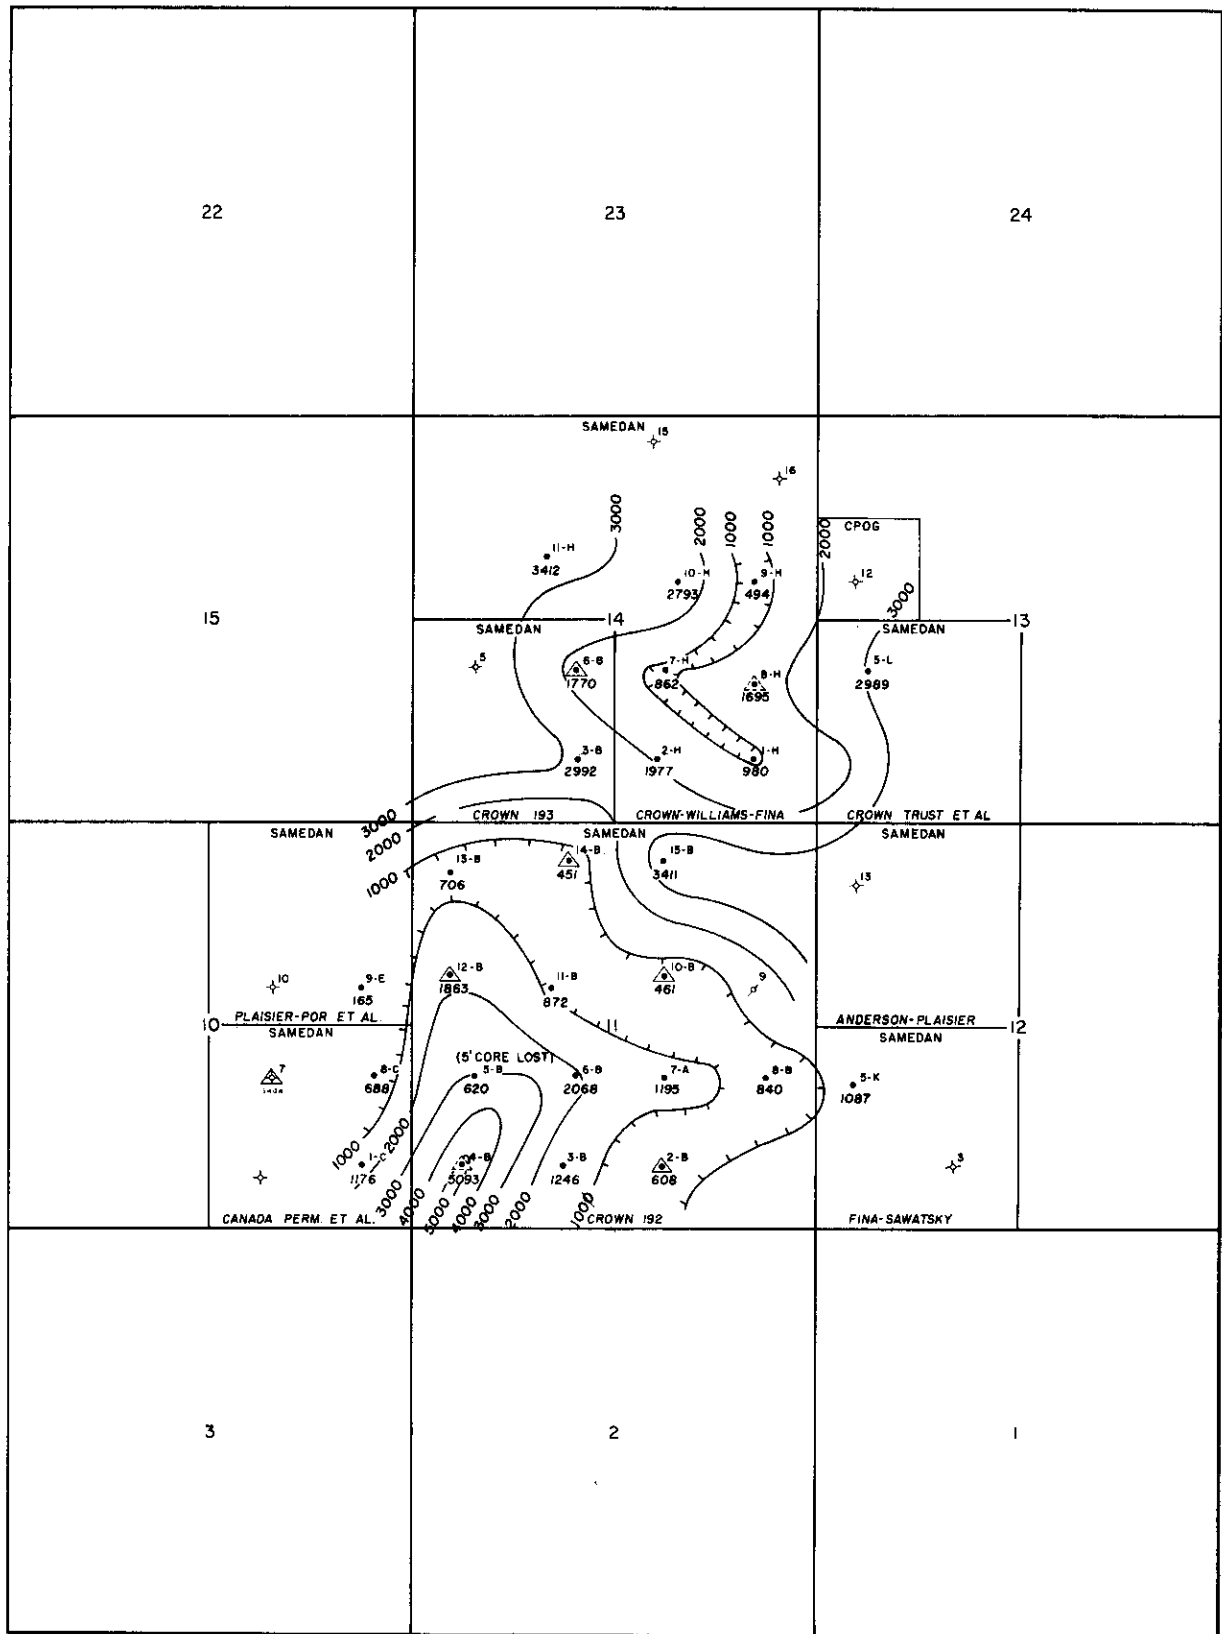 22
23
24
SAMEDAN
15
16
3000
2000
1000
1000
2000
CPOG
11-H
3412
10-H
2793
9-H
494
12
3000
15
14
13
SAMEDAN
SAMEDAN
5
6-B
1770
7-H
862
8-H
1695
5-L
2989
3-B
2992
2-H
1977
1-H
980
3000
2000
1000
CROWN 193
CROWN-WILLIAMS-FINA
CROWN TRUST ET AL
SAMEDAN
SAMEDAN
SAMEDAN
13-B
706
14-B
451
15-B
3411
13
10
9-E
165
12-B
1863
11-B
872
10-B
461
9
PLAISIER-POR ET AL.
ANDERSON-PLAISIER
10
11
12
SAMEDAN
SAMEDAN
(5' CORE LOST)
7
8-C
688
5-B
620
6-B
2068
7-A
1195
8-B
840
5-K
1087
1000
2000
1-C
1176
4-B
5093
3-B
1246
2-B
608
3
3000
4000
5000
4000
3000
2000
1000
CANADA PERM. ET AL.
CROWN 192
FINA-SAWATSKY
3
2
1